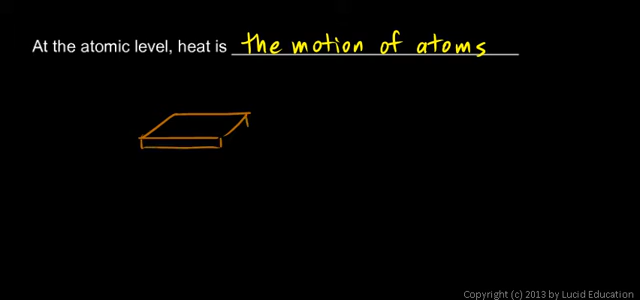 At the atomic level, heat is the motion of atoms
Copyright (c) 2013 by Lucid Education